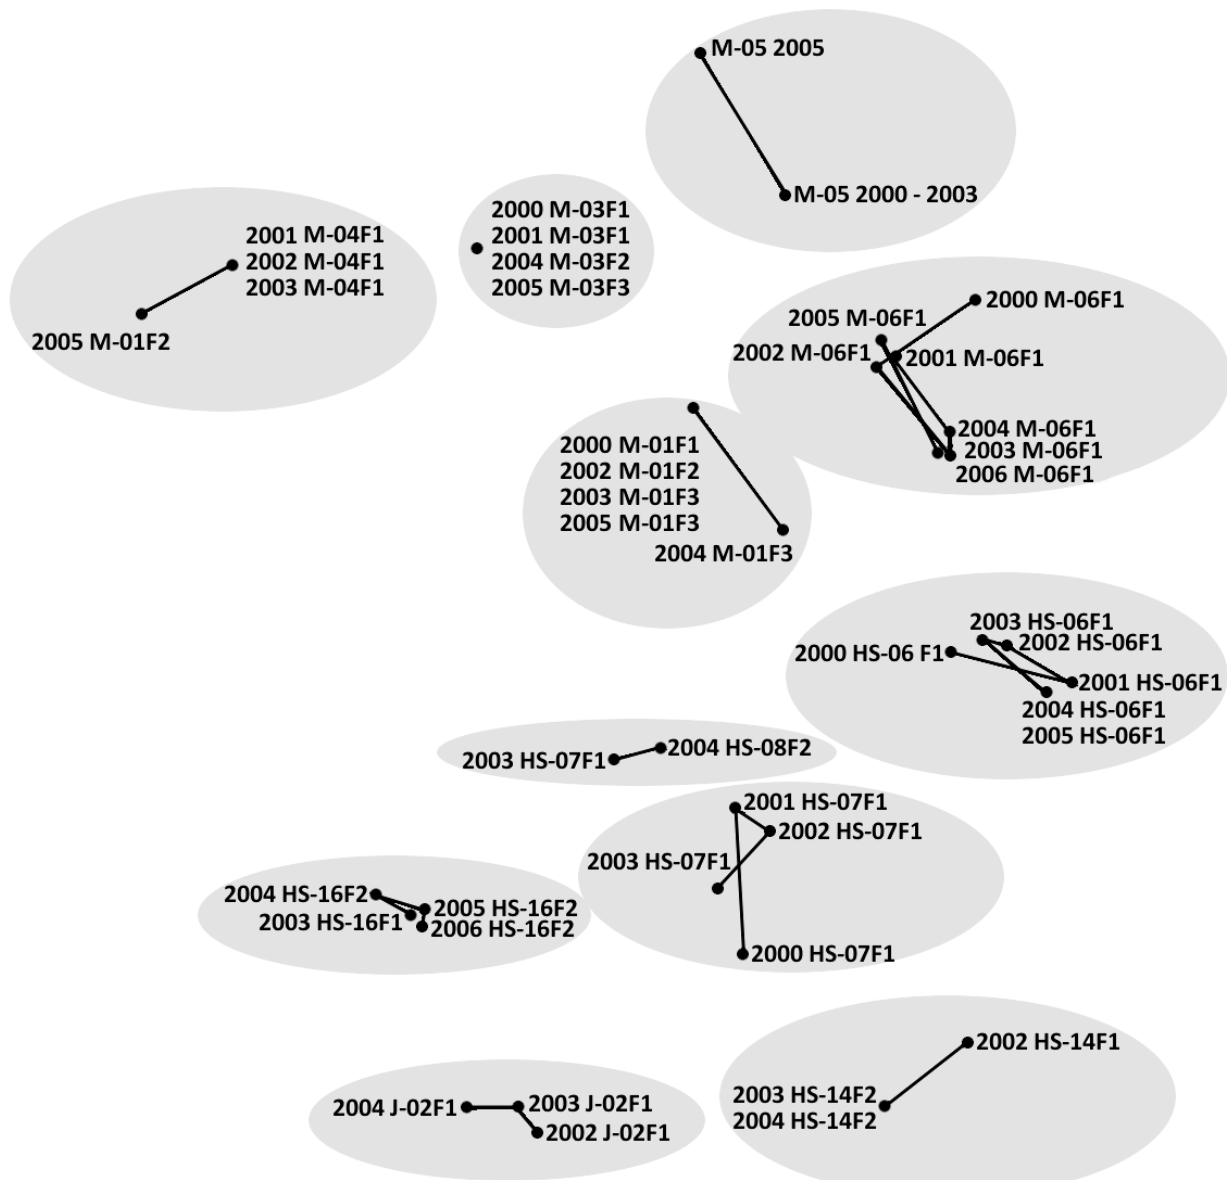 M-05 2005
M-05 2000 - 2003
2000 M-03F1
2001 M-03F1
2004 M-03F2
2005 M-03F3
2001 M-04F1
2002 M-04F1
2003 M-04F1
2005 M-01F2
2000 M-06F1
2005 M-06F1
2002 M-06F1
2001 M-06F1
2004 M-06F1
2003 M-06F1
2006 M-06F1
2000 M-01F1
2002 M-01F2
2003 M-01F3
2005 M-01F3
2004 M-01F3
2003 HS-06F1
2002 HS-06F1
2000 HS-06 F1
2001 HS-06F1
2004 HS-06F1
2005 HS-06F1
2004 HS-08F2
2003 HS-07F1
2001 HS-07F1
2002 HS-07F1
2003 HS-07F1
2000 HS-07F1
2004 HS-16F2
2005 HS-16F2
2003 HS-16F1
2006 HS-16F2
2002 HS-14F1
2003 HS-14F2
2004 HS-14F2
2004 J-02F1
2003 J-02F1
2002 J-02F1